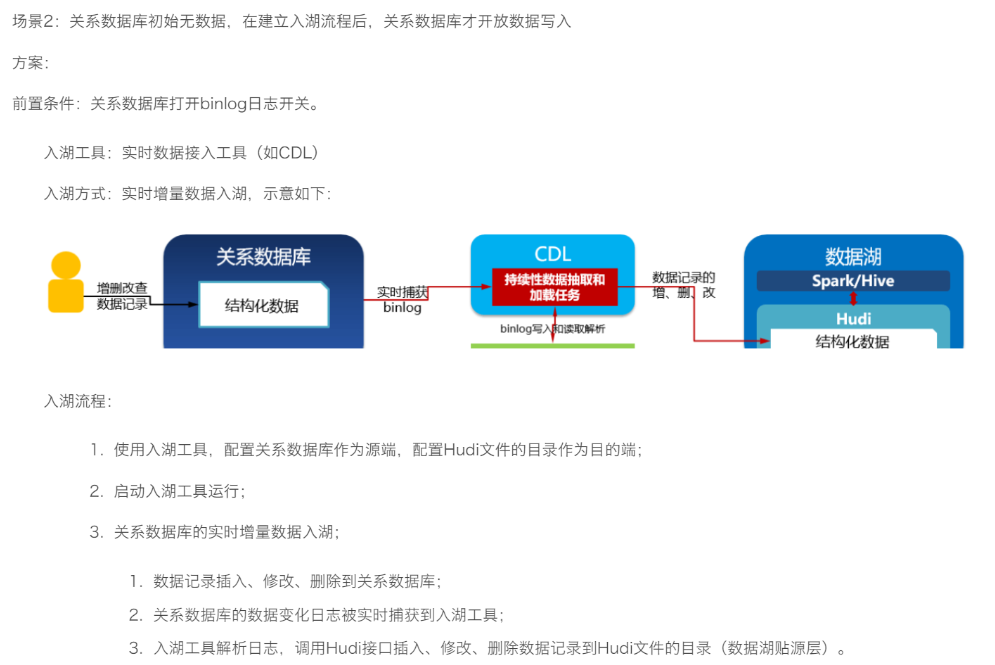 场景2：关系数据库初始无数据，在建立入湖流程后，关系数据库才开放数据写入
方案：
前置条件：关系数据库打开binlog日志开关。
入湖工具：实时数据接入工具（如CDL）
入湖方式：实时增量数据入湖，示意如下：
增删改查
数据记录
关系数据库
结构化数据
实时捕获
binlog
CDL
持续性数据抽取和
加载任务
binlog写入和读取解析
数据记录的
增、删、改
数据湖
Spark/Hive
Hudi
结构化数据
入湖流程：
1. 使用入湖工具，配置关系数据库作为源端，配置Hudi文件的目录作为目的端；
2. 启动入湖工具运行；
3. 关系数据库的实时增量数据入湖；
1. 数据记录插入、修改、删除到关系数据库；
2. 关系数据库的数据变化日志被实时捕获到入湖工具；
3. 入湖工具解析日志，调用Hudi接口插入、修改、删除数据记录到Hudi文件的目录（数据湖贴源层）。